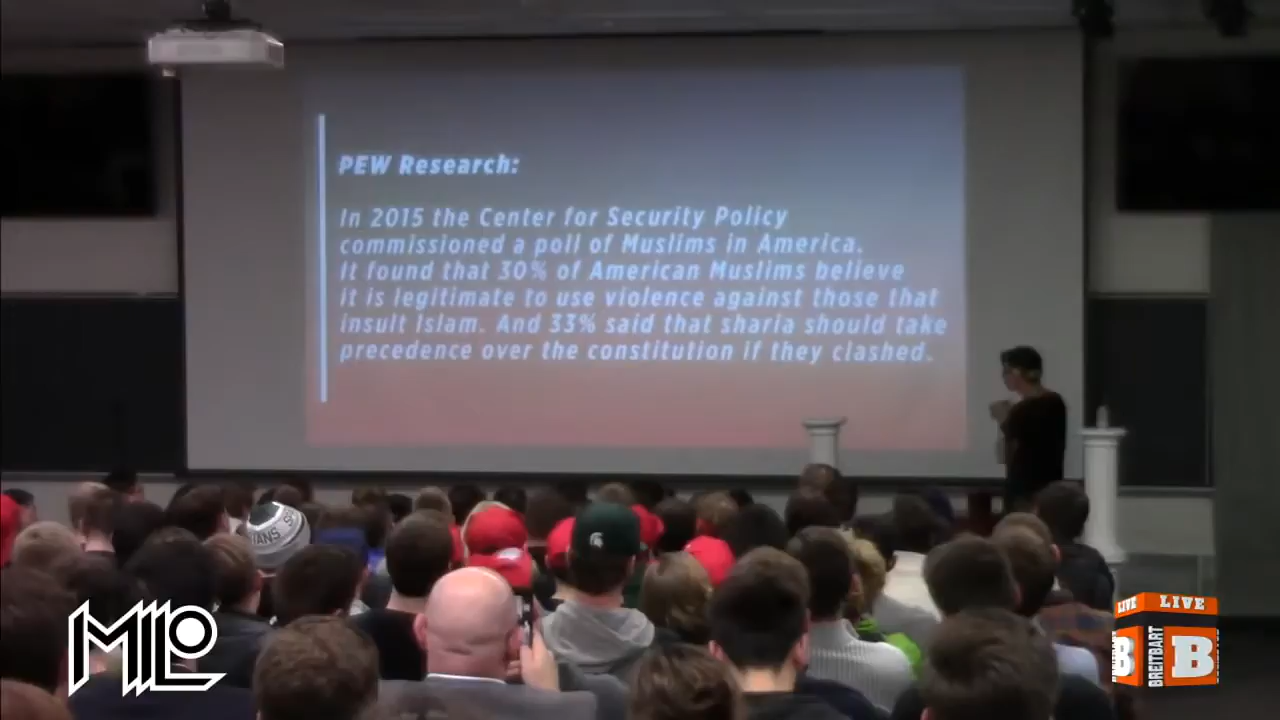 PEW Research:
In 2015 the Center for Security Policy
commissioned a poll of Muslims in America.
It found that 30% of American Muslims believe
it is legitimate to use violence against those that
insult Islam. And 33% said that sharia should take
precedence over the constitution if they clashed.
MILO
LIVE LIVE
BREITBART
B B